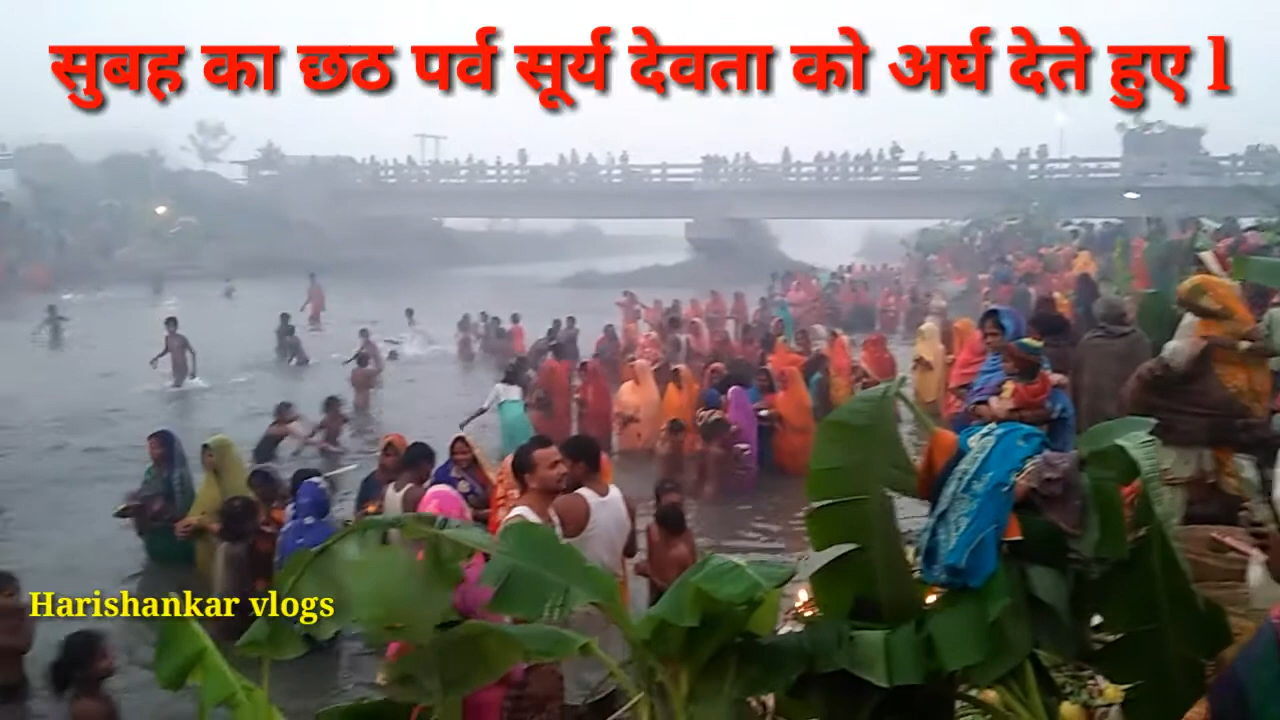 सुबह का छठ पर्व सूर्य देवता को अर्घ देते हुए l
Harishankar vlogs